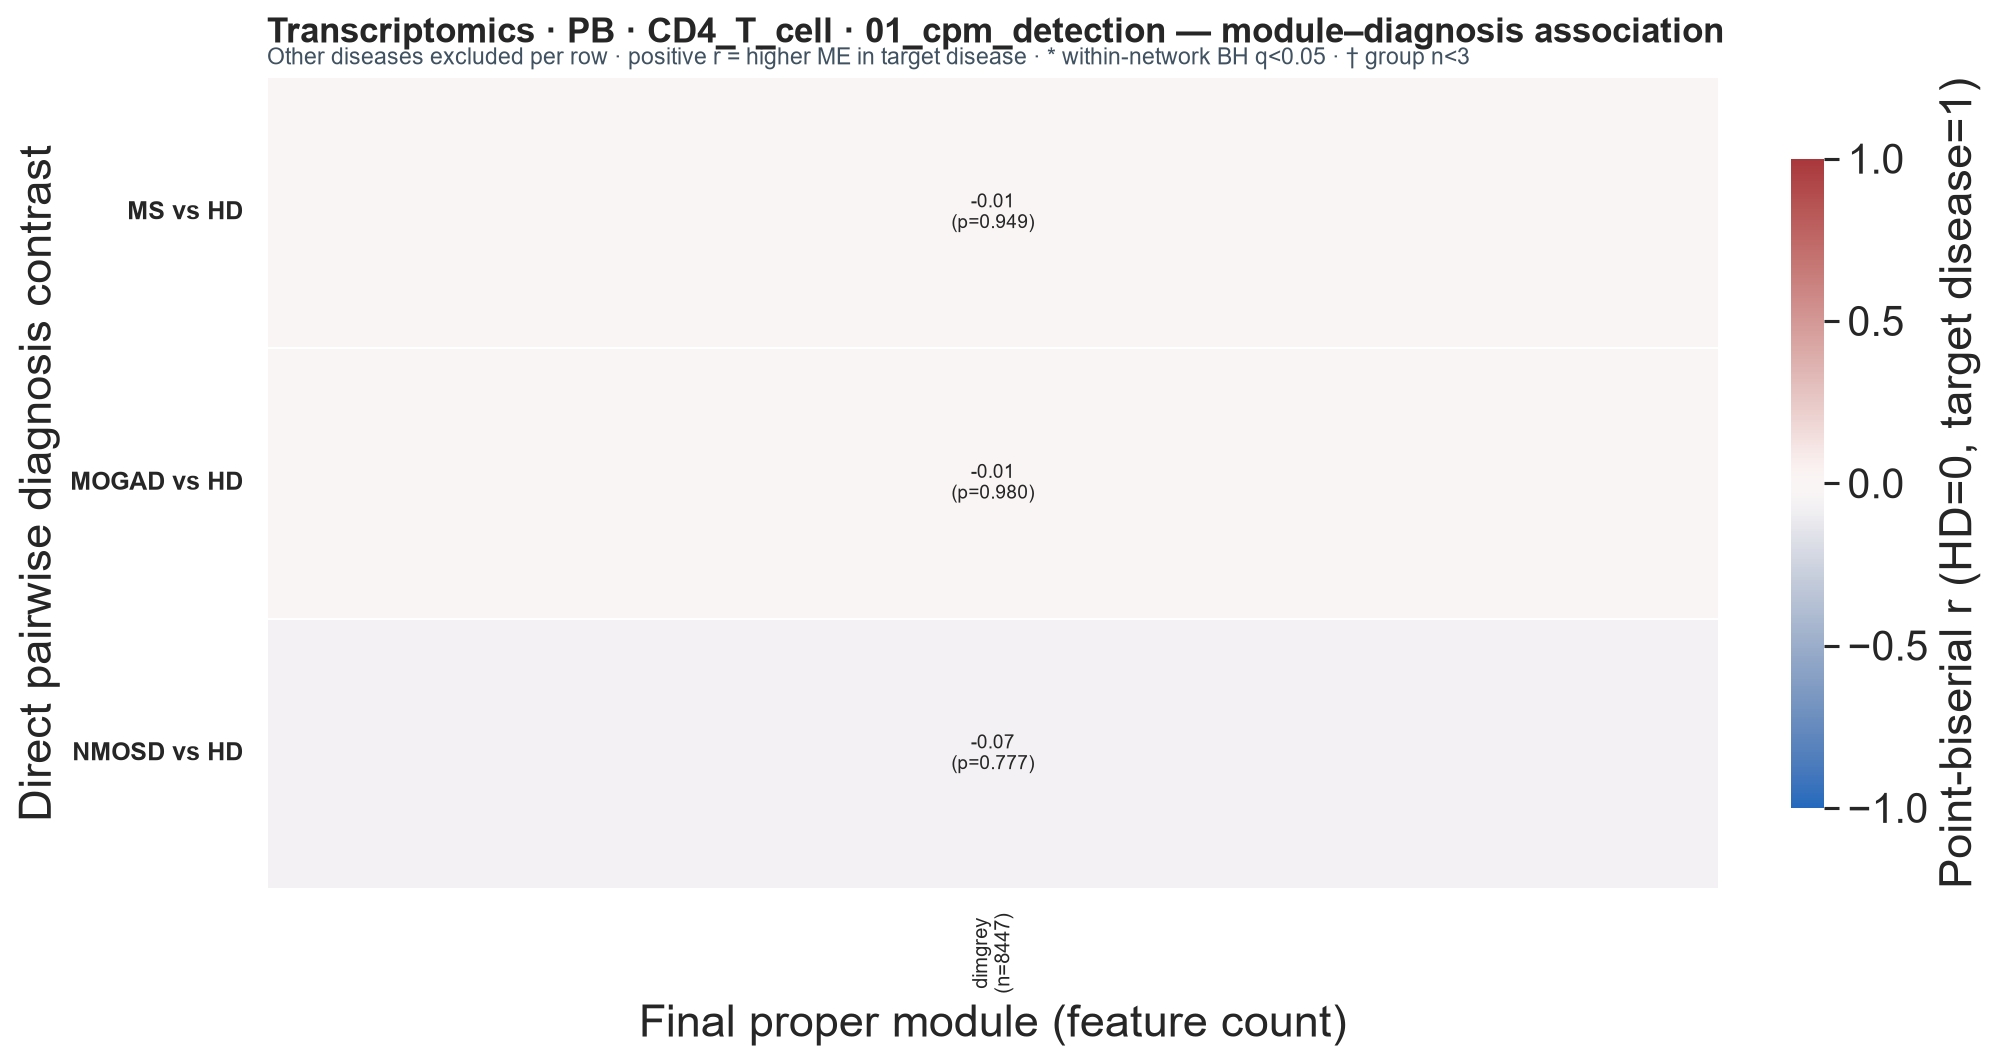 Transcriptomics · PB · CD4_T_cell · 01_cpm_detection — module–diagnosis association
Other diseases excluded per row · positive r = higher ME in target disease · * within-network BH q<0.05 · † group n<3
Direct pairwise diagnosis contrast
MS vs HD
-0.01
(p=0.949)
MOGAD vs HD
-0.01
(p=0.980)
NMOSD vs HD
-0.07
(p=0.777)
dimgrey
(n=8447)
Final proper module (feature count)
1.0
0.5
0.0
−0.5
−1.0
Point-biserial r (HD=0, target disease=1)